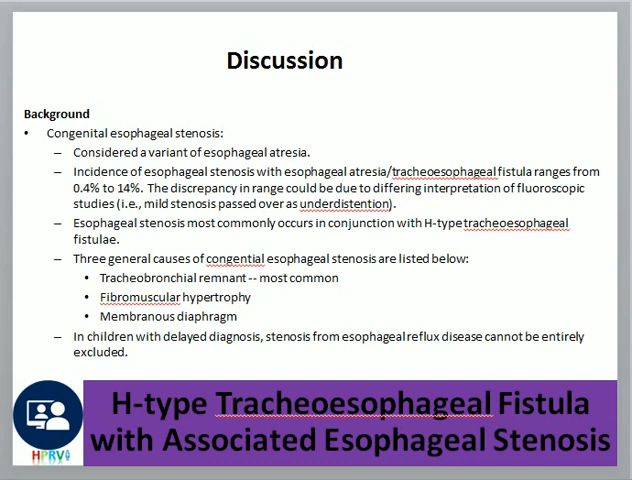 Discussion
Background
• Congenital esophageal stenosis:
– Considered a variant of esophageal atresia.
– Incidence of esophageal stenosis with esophageal atresia/tracheoesophageal fistula ranges from
0.4% to 14%. The discrepancy in range could be due to differing interpretation of fluoroscopic
studies (i.e., mild stenosis passed over as underdistention).
– Esophageal stenosis most commonly occurs in conjunction with H-type tracheoesophageal
fistulae.
– Three general causes of congential esophageal stenosis are listed below:
• Tracheobronchial remnant -- most common
• Fibromuscular hypertrophy
• Membranous diaphragm
– In children with delayed diagnosis, stenosis from esophageal reflux disease cannot be entirely
excluded.
H-type Tracheoesophageal Fistula
with Associated Esophageal Stenosis
HPRV